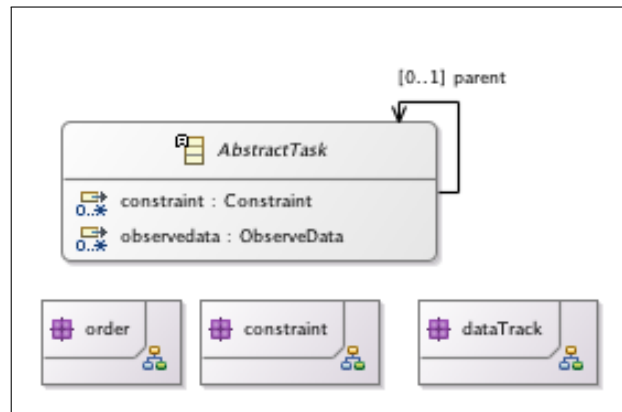 [0..1] parent
AbstractTask
0..* constraint : Constraint
0..* observedata : ObserveData
order
constraint
dataTrack